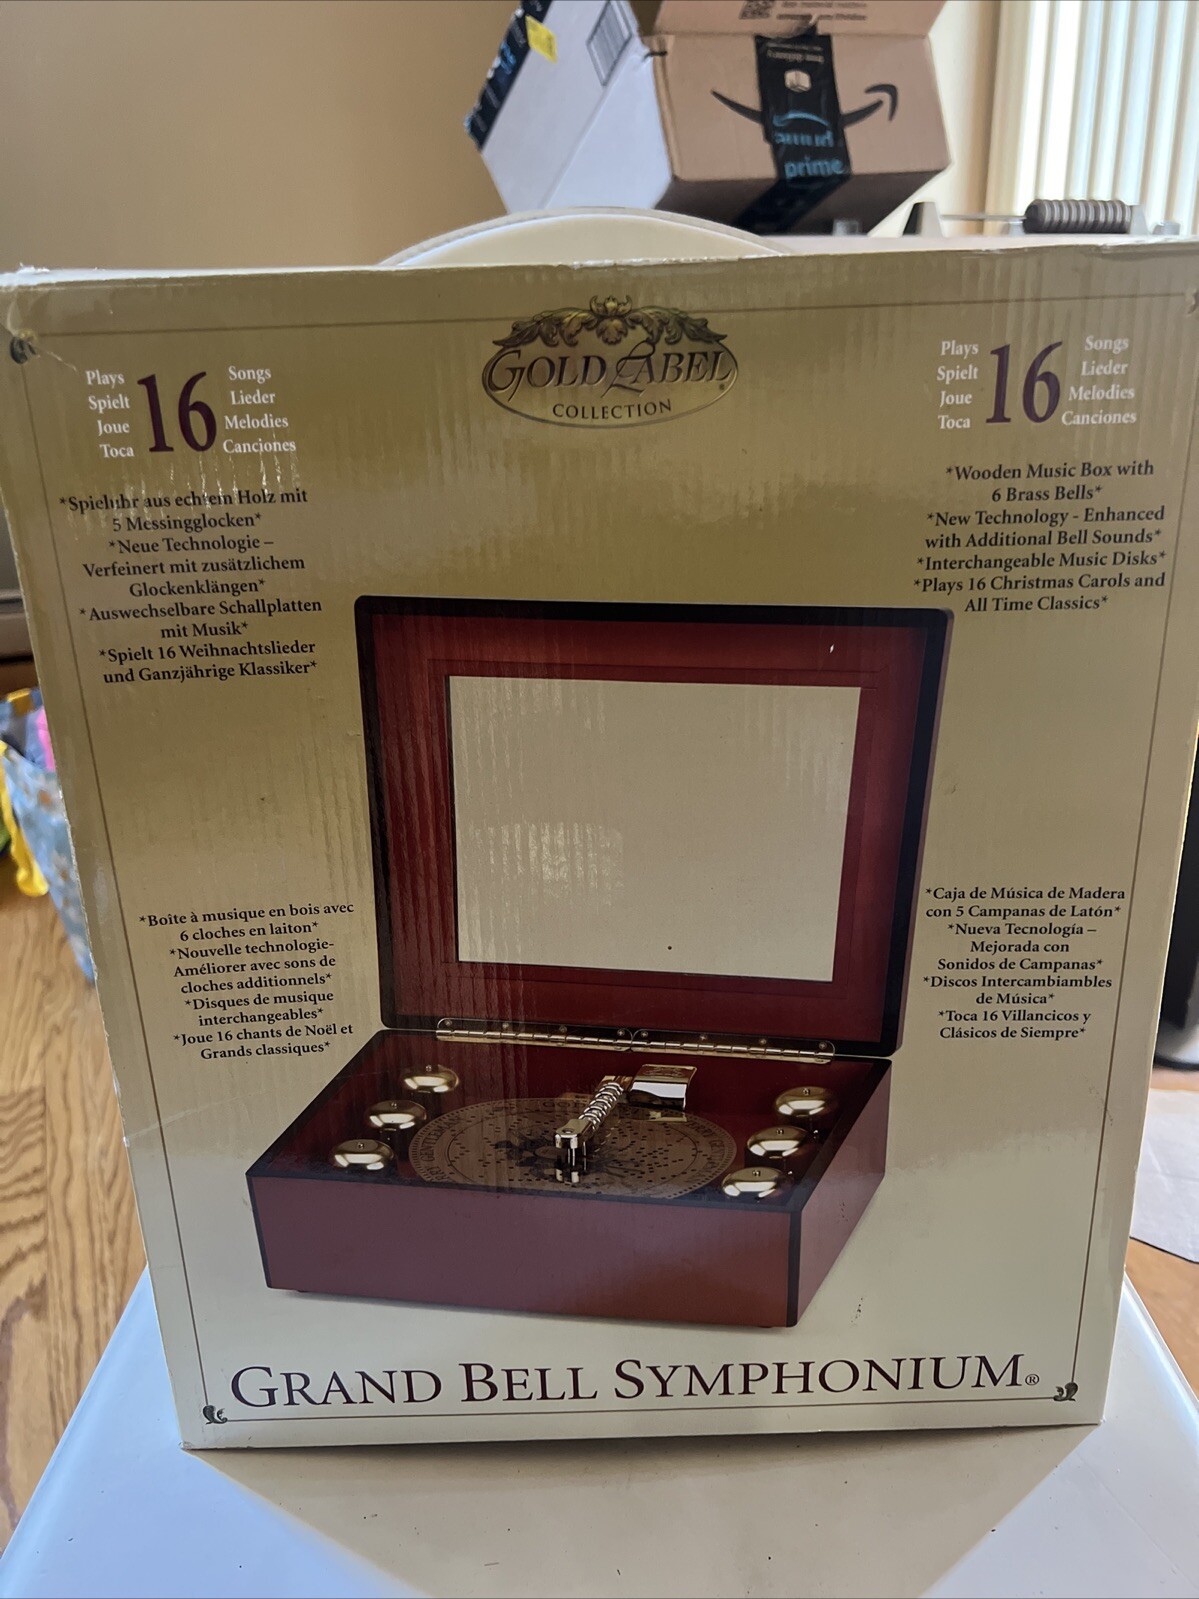 prime
prime
Gold Label
COLLECTION
Plays
Spielt
Joue
Toca
16
Songs
Lieder
Melodies
Canciones
Plays
Spielt
Joue
Toca
16
Songs
Lieder
Melodies
Canciones
*Spieluhr aus echtem Holz mit
5 Messingglocken*
*Neue Technologie –
Verfeinert mit zusätzlichem
Glockenklängen*
*Auswechselbare Schallplatten
mit Musik*
*Spielt 16 Weihnachtslieder
und Ganzjährige Klassiker*
*Wooden Music Box with
6 Brass Bells*
*New Technology - Enhanced
with Additional Bell Sounds*
*Interchangeable Music Disks*
*Plays 16 Christmas Carols and
All Time Classics*
*Boîte à musique en bois avec
6 cloches en laiton*
*Nouvelle technologie-
Améliorer avec sons de
cloches additionnels*
*Disques de musique
interchangeables*
*Joue 16 chants de Noël et
Grands classiques*
*Caja de Música de Madera
con 5 Campanas de Latón*
*Nueva Tecnología –
Mejorada con
Sonidos de Campanas*
*Discos Intercambiambles
de Música*
*Toca 16 Villancicos y
Clásicos de Siempre*
GRAND BELL SYMPHONIUM®